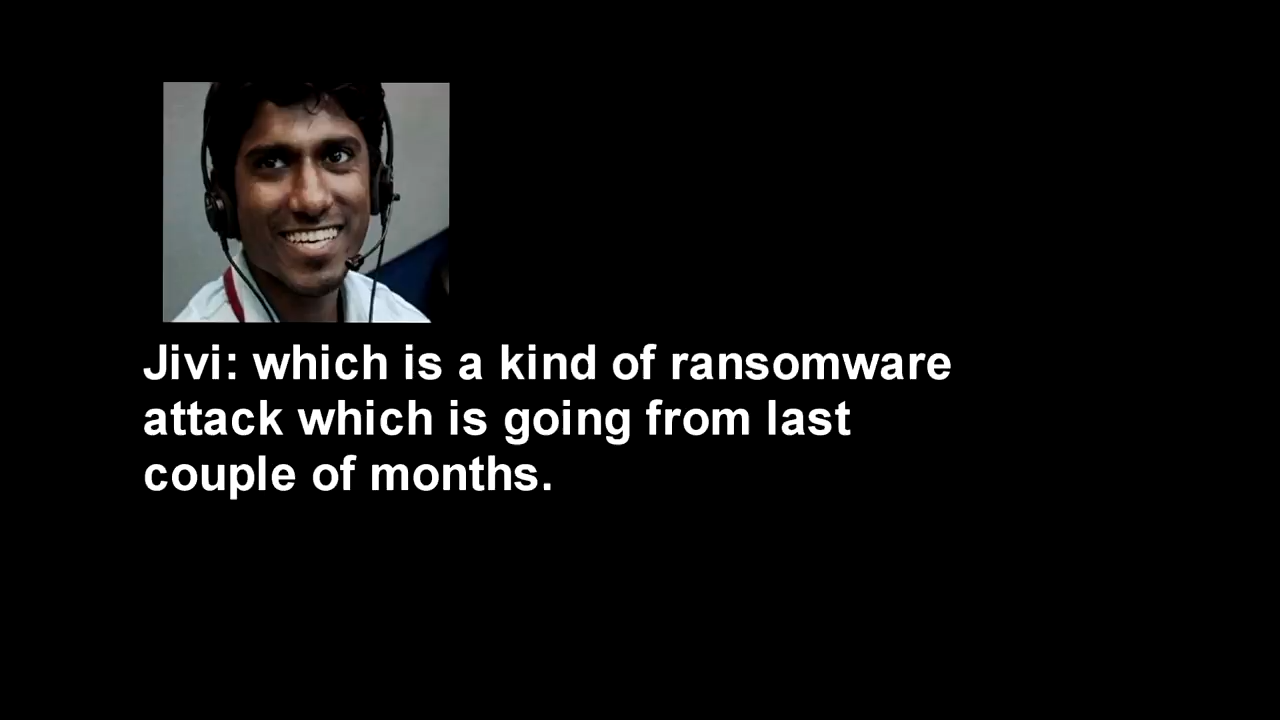 Jivi: which is a kind of ransomware
attack which is going from last
couple of months.